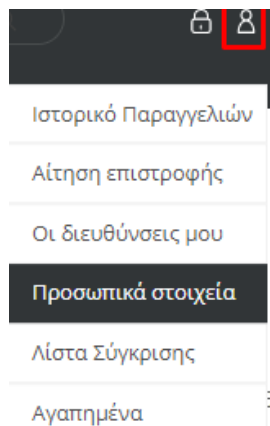 Ιστορικό Παραγγελιών
Αίτηση επιστροφής
Οι διευθύνσεις μου
Προσωπικά στοιχεία
Λίστα Σύγκρισης
Αγαπημένα